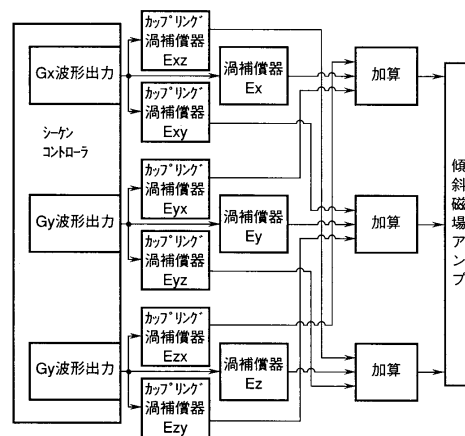 カップリング
渦補償器
Exz
Gx波形出力
渦補償器
Ex
加算
カップリング
渦補償器
Exy
シーケン
コントローラ
カップリング
渦補償器
Eyx
Gy波形出力
渦補償器
Ey
加算
カップリング
渦補償器
Eyz
傾斜磁場アンプ
カップリング
渦補償器
Ezx
Gy波形出力
渦補償器
Ez
加算
カップリング
渦補償器
Ezy